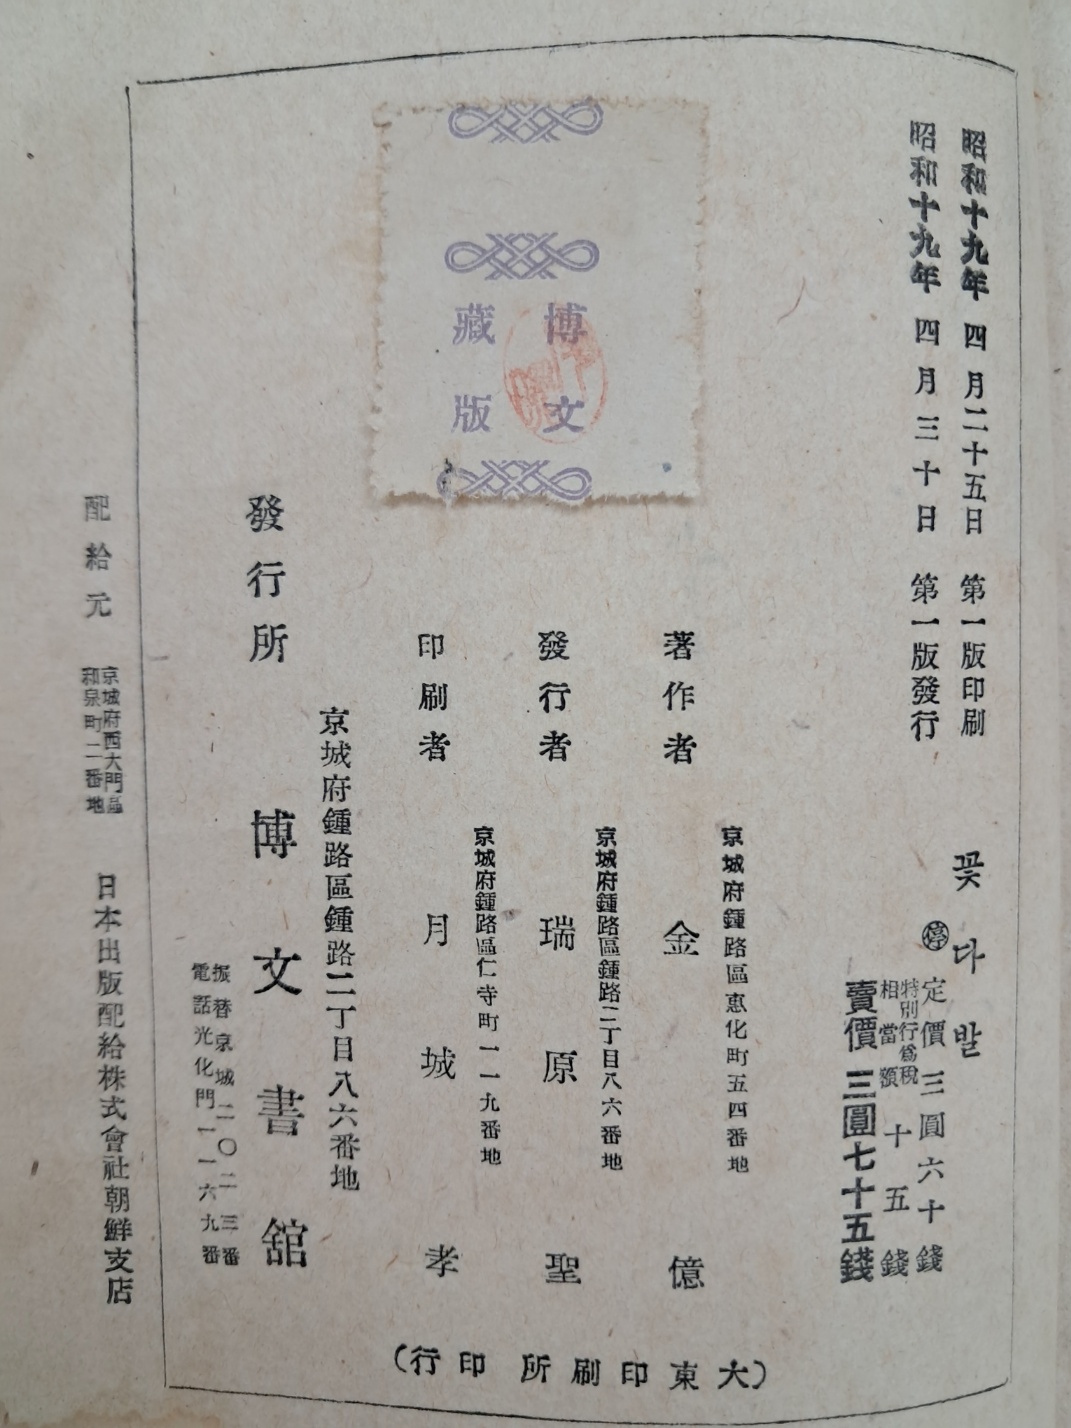 昭和十九年 四月二十五日 第一版印刷
昭和十九年 四月三十日 第一版發行
꽃다발
停 定價 三圓六十錢
特別行爲税
相當額 十五錢
賣價 三圓七十五錢
京城府鍾路區惠化町五四番地
著作者 金億
京城府鍾路區鍾路二丁目八六番地
發行者 瑞原聖
京城府鍾路區仁寺町一一九番地
印刷者 月城孝
(大東印刷所印行)
博文
藏版
京城府鍾路區鍾路二丁目八六番地
發行所 博文書舘
振替京城二〇二三番
電話光化門一一六九番
配給元
京城府西大門區
和泉町二番地
日本出版配給株式會社朝鮮支店